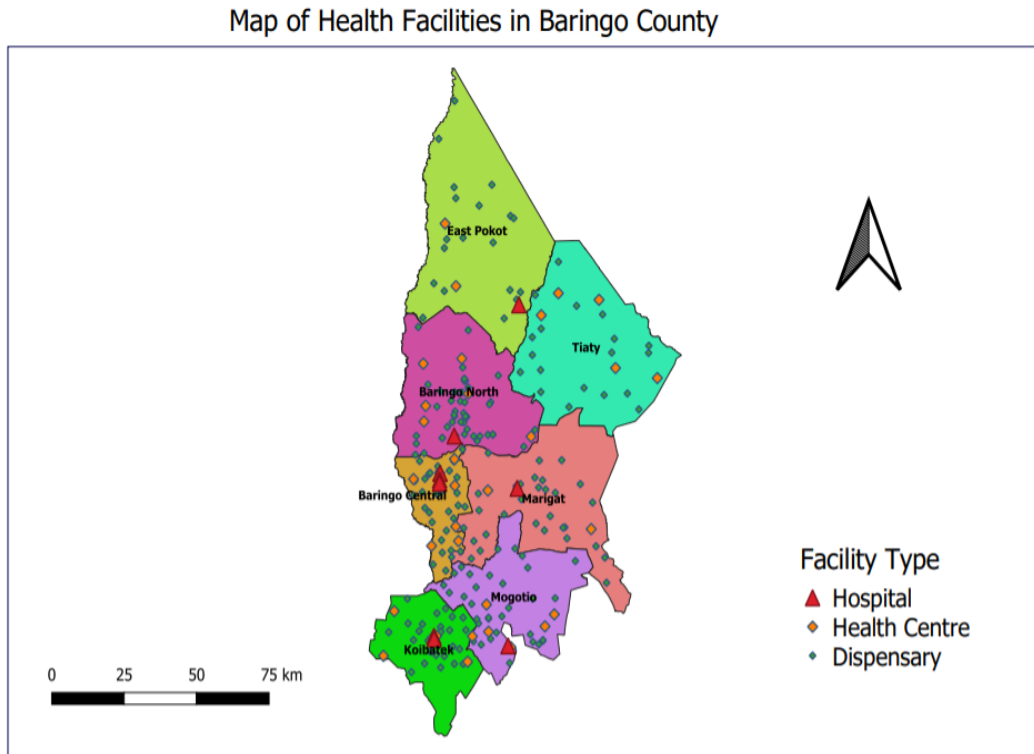 Map of Health Facilities in Baringo County
East Pokot
Tiaty
Baringo North
Baringo Central
Marigat
Mogotio
Koibatek
Facility Type
Hospital
Health Centre
Dispensary
0 25 50 75 km